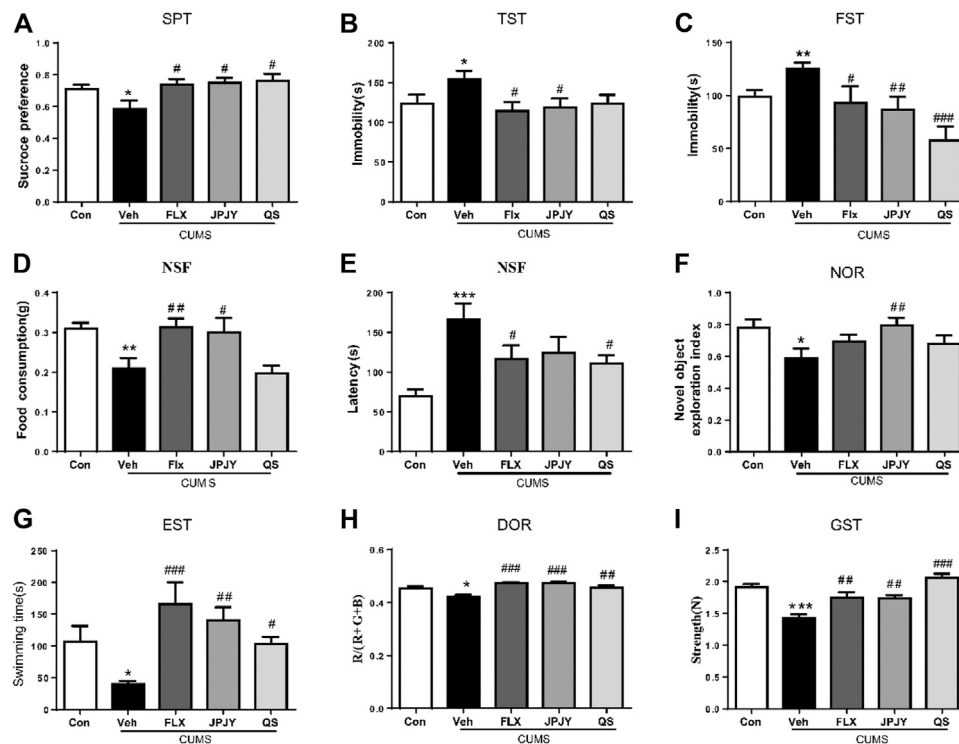 A SPT
Sucroce preference
1.0
0.8
0.6
0.4
0.2
0.0
* # # #
Con Veh FLX JPJY QS
CUMS
B TST
Immobility(s)
200
150
100
50
0
* # #
Con Veh Flx JPJY QS
CUMS
C FST
Immobility(s)
150
100
50
0
** # ## ###
Con Veh Flx JPJY QS
CUMS
D NSF
Food consumption(g)
0.4
0.3
0.2
0.1
0.0
** ## #
Con Veh Flx JPJY QS
CUMS
E NSF
Latency(s)
200
150
100
50
0
*** # #
Con Veh FLX JPJY QS
CUMS
F NOR
Novel object
exploration index
1.0
0.8
0.6
0.4
0.2
0.0
* ##
Con Veh FLX JPJY QS
CUMS
G EST
Swimming time(s)
250
200
150
100
50
0
* ### ## #
Con Veh FLX JPJY QS
CUMS
H DOR
R/(R+G+B)
0.6
0.4
0.2
0.0
* ### ### ##
Con Veh FLX JPJY QS
CUMS
I GST
Strength(N)
2.5
2.0
1.5
1.0
0.5
0.0
*** ## ## ###
Con Veh FLX JPJY QS
CUMS